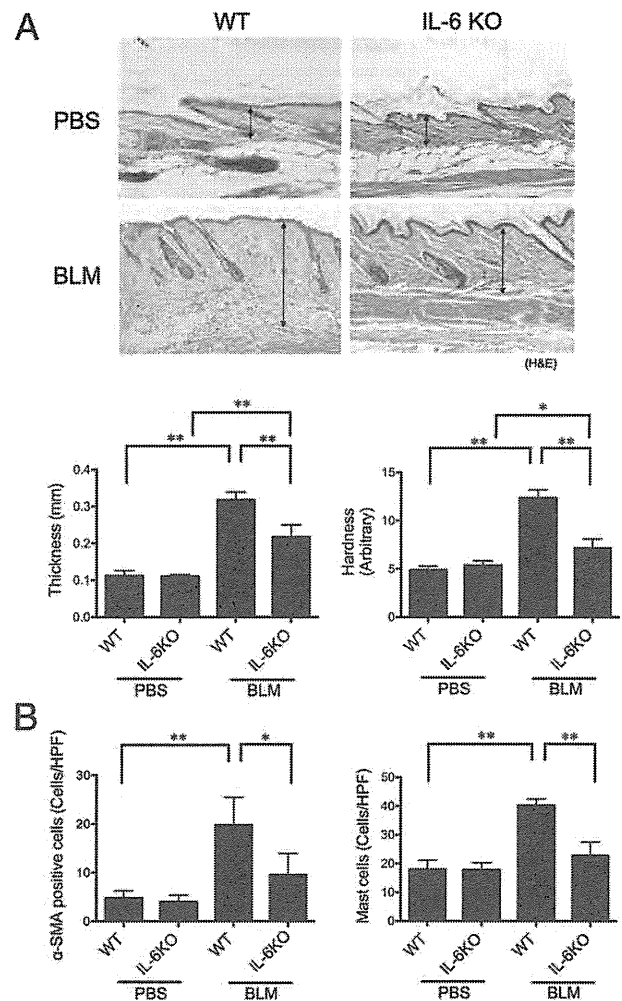 A
WT
IL-6 KO
PBS
BLM
(H&E)
**
**
**
Thickness (mm)
0.4
0.3
0.2
0.1
0.0
WT
IL-6KO
WT
IL-6KO
PBS
BLM
*
**
**
Hardness
(Arbitrary)
15
10
5
0
WT
IL-6KO
WT
IL-6KO
PBS
BLM
B
**
*
α-SMA positive cells (Cells/HPF)
30
20
10
0
WT
IL-6KO
WT
IL-6KO
PBS
BLM
**
**
Mast cells (Cells/HPF)
50
40
30
20
10
0
WT
IL-6KO
WT
IL-6KO
PBS
BLM